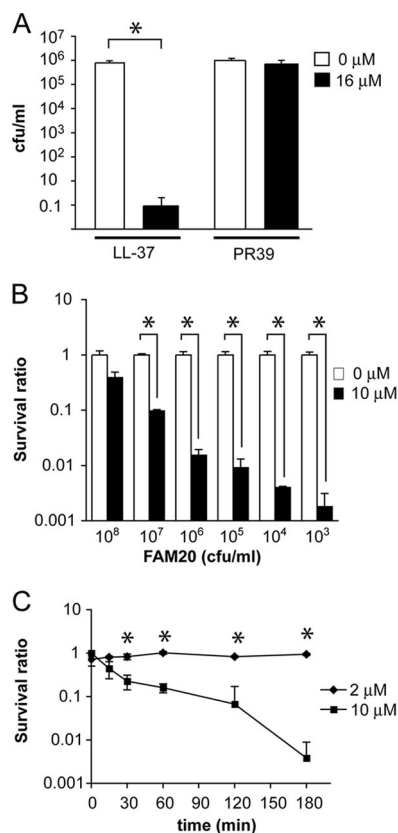 A
10⁷
10⁶
10⁵
10⁴
10³
10²
10
0.1
cfu/ml
*
0 μM
16 μM
LL-37 PR39
B
10
1
0.1
0.01
0.001
Survival ratio
* * * * *
0 μM
10 μM
10⁸ 10⁷ 10⁶ 10⁵ 10⁴ 10³
FAM20 (cfu/ml)
C
10
1
0.1
0.01
0.001
Survival ratio
* * * *
2 μM
10 μM
0 30 60 90 120 150 180
time (min)